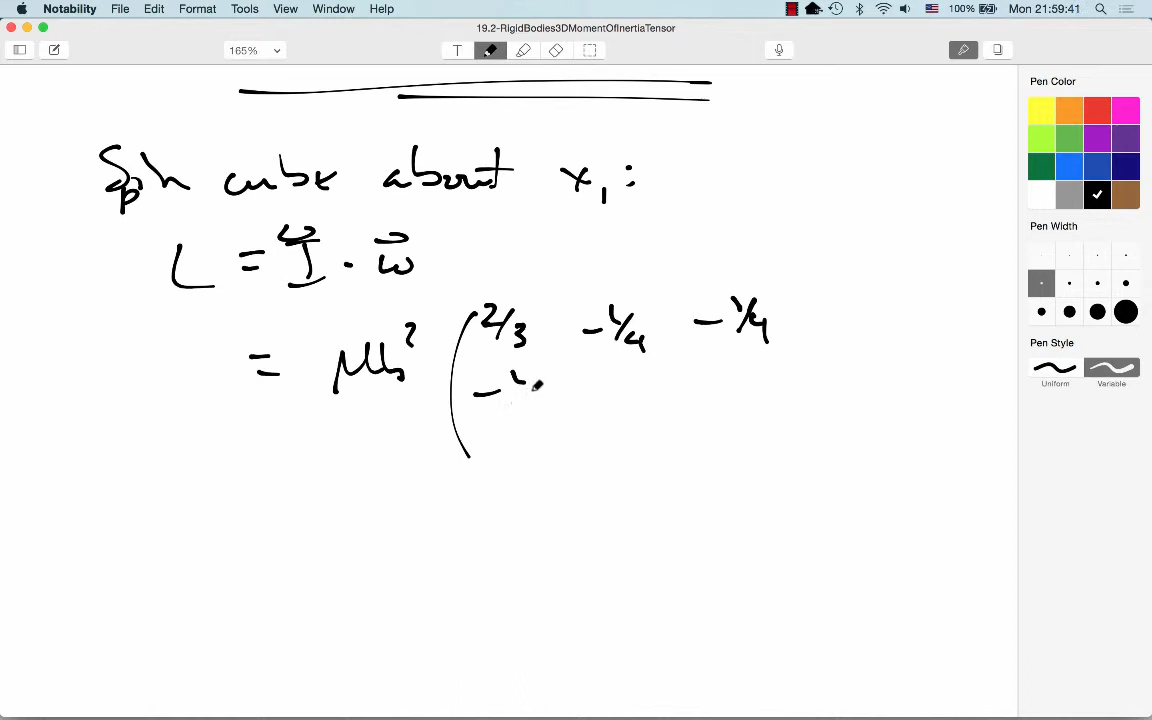 Notability File Edit Format Tools View Window Help 100% Mon 21:59:41
19.2-RigidBodies3DMomentOfInertiaTensor
165% T
Pen Color
Spin cube about x₁:
L = I · ω
Pen Width
= Mb² ( 2/3 -1/4 -1/4
Pen Style
-1
Uniform Variable